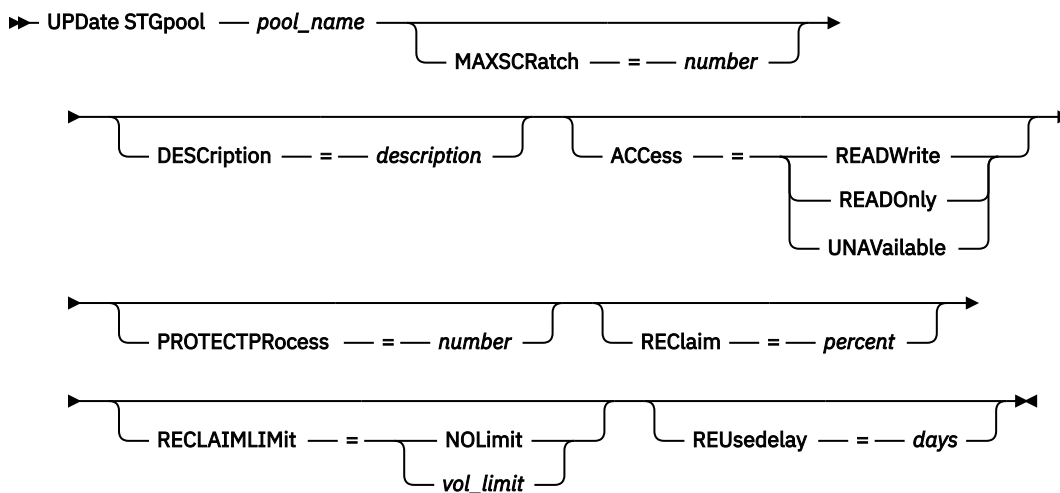 UPDate STGpool pool_name
MAXSCRatch = number
DESCription = description ACCess = READWrite
READOnly
UNAVailable
PROTECTPRocess = number REClaim = percent
RECLAIMLIMit = NOLimit REUsedelay = days
vol_limit